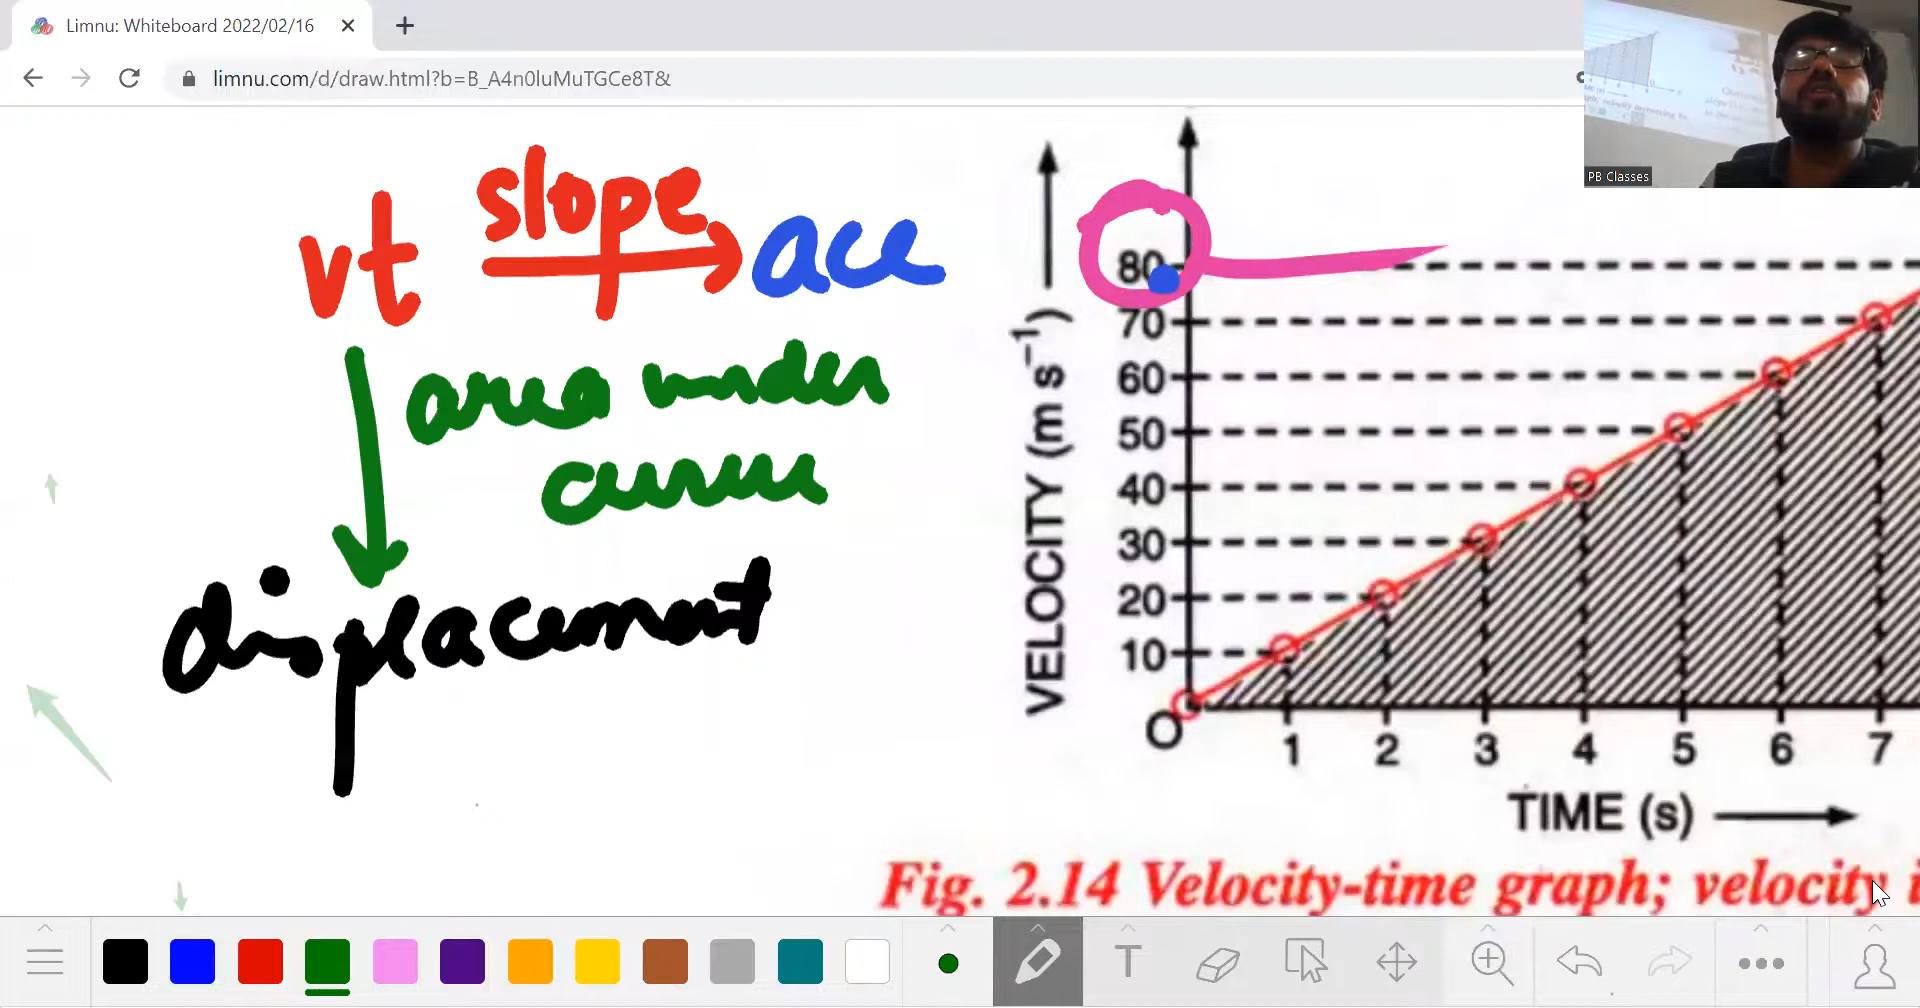 Limnu: Whiteboard 2022/02/16
limnu.com/d/draw.html?b=B_A4n0luMuTGCe8T&
PB Classes
vt slope acc
area under
curve
displacement
VELOCITY (m s⁻¹)
80
70
60
50
40
30
20
10
O
1 2 3 4 5 6 7
TIME (s)
Fig. 2.14 Velocity-time graph; velocity i
T